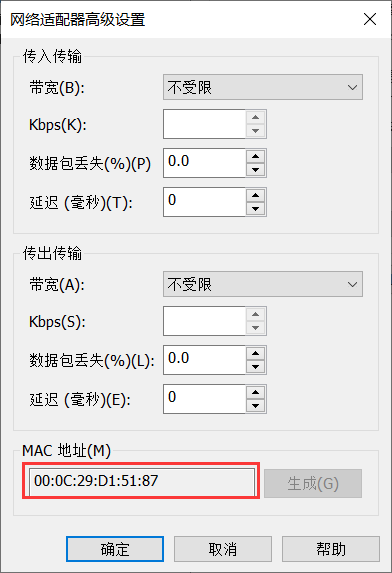 网络适配器高级设置
传入传输
带宽(B): 不受限
Kbps(K):
数据包丢失(%)(P) 0.0
延迟 (毫秒)(T): 0
传出传输
带宽(A): 不受限
Kbps(S):
数据包丢失(%)(L): 0.0
延迟 (毫秒)(E): 0
MAC 地址(M)
00:0C:29:D1:51:87 生成(G)
确定 取消 帮助